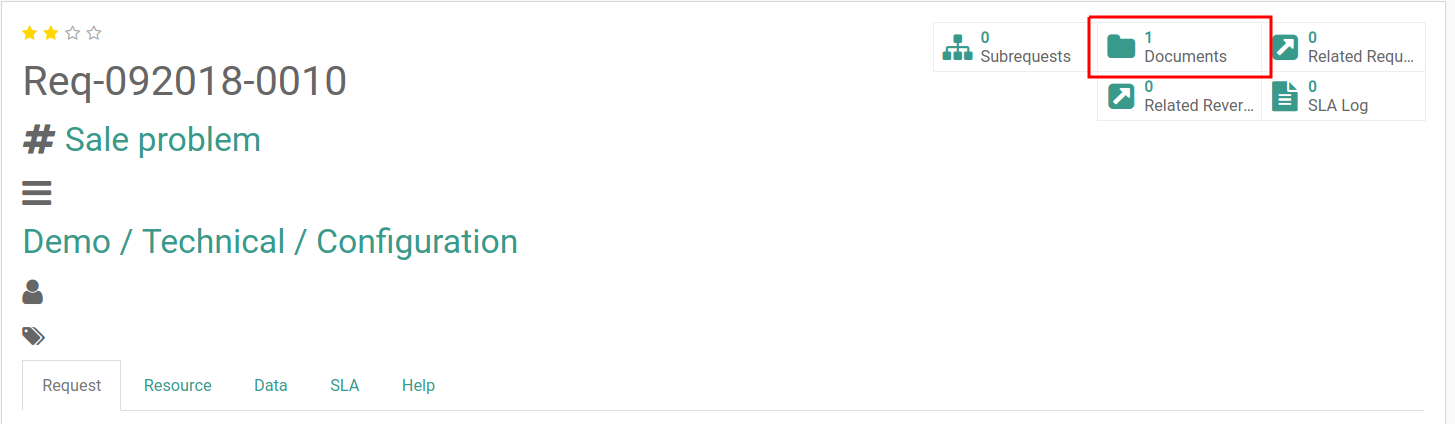 0
Subrequests
1
Documents
0
Related Requ...
0
Related Rever...
0
SLA Log
Req-092018-0010
# Sale problem
Demo / Technical / Configuration
Request Resource Data SLA Help